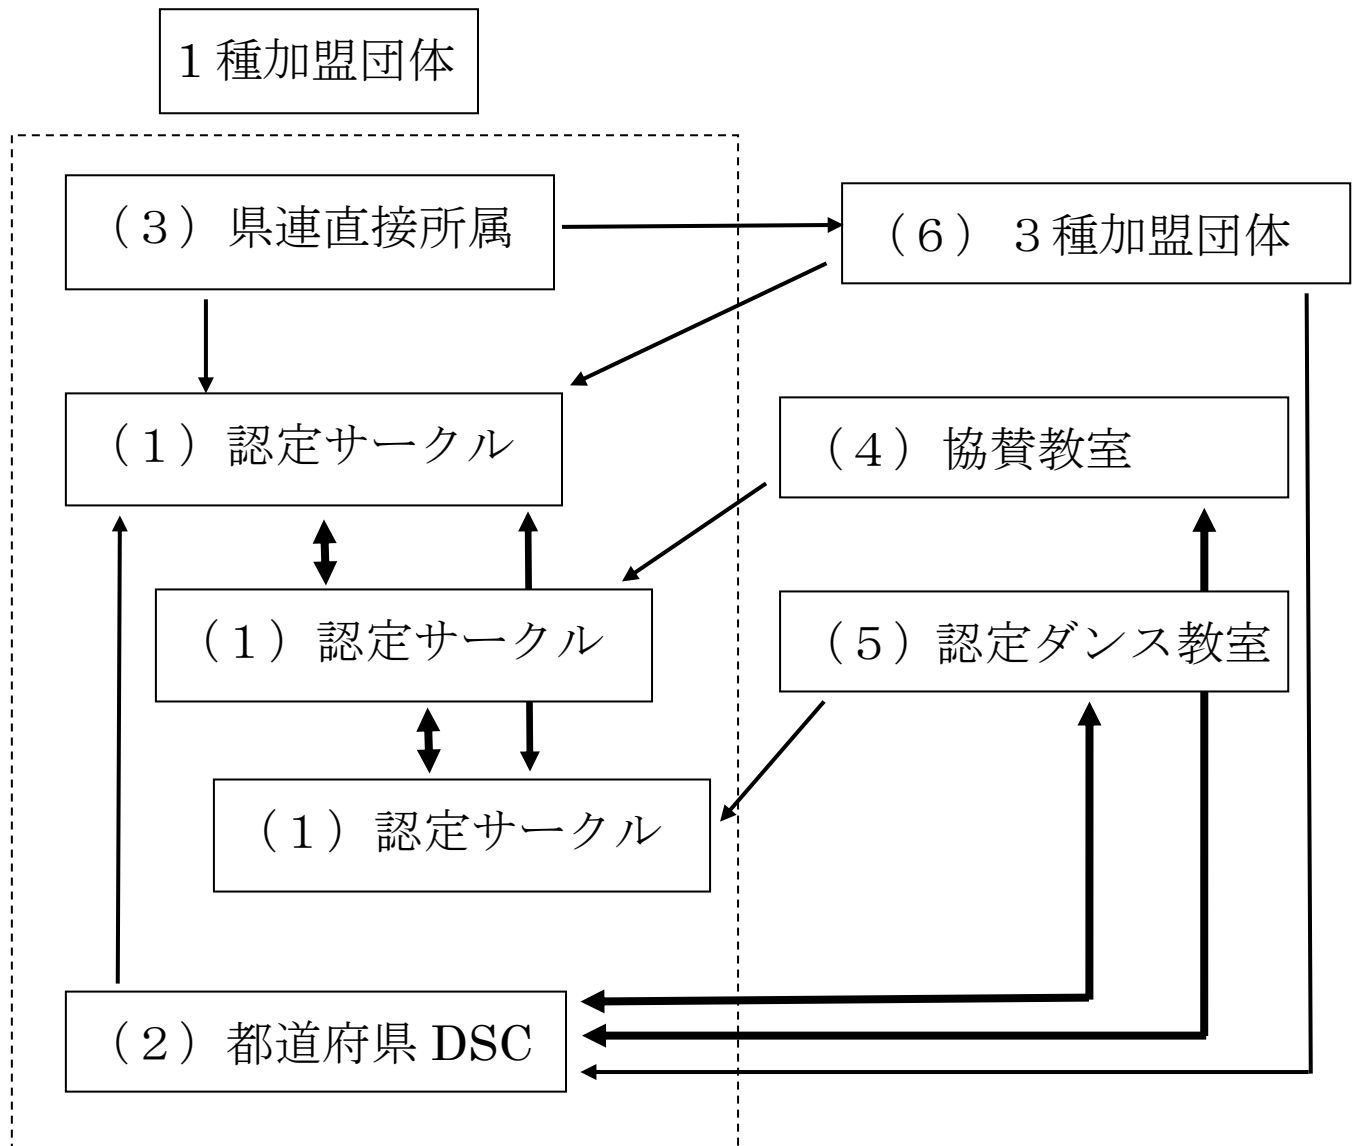 １種加盟団体
（３）県連直接所属
（６）３種加盟団体
（１）認定サークル
（４）協賛教室
（１）認定サークル
（５）認定ダンス教室
（１）認定サークル
（２）都道府県 DSC